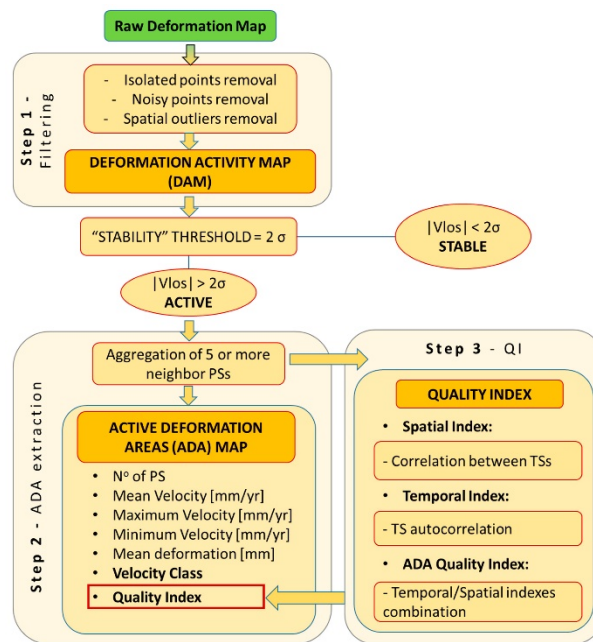 Raw Deformation Map
Step 1 -
Filtering
- Isolated points removal
- Noisy points removal
- Spatial outliers removal
DEFORMATION ACTIVITY MAP
(DAM)
"STABILITY" THRESHOLD = 2 σ
|Vlos| < 2σ
STABLE
|Vlos| > 2σ
ACTIVE
Step 2 - ADA extraction
Aggregation of 5 or more
neighbor PSs
ACTIVE DEFORMATION
AREAS (ADA) MAP
• Nº of PS
• Mean Velocity [mm/yr]
• Maximum Velocity [mm/yr]
• Minimum Velocity [mm/yr]
• Mean deformation [mm]
• Velocity Class
• Quality Index
Step 3 - QI
QUALITY INDEX
• Spatial Index:
- Correlation between TSs
• Temporal Index:
- TS autocorrelation
• ADA Quality Index:
- Temporal/Spatial indexes
combination